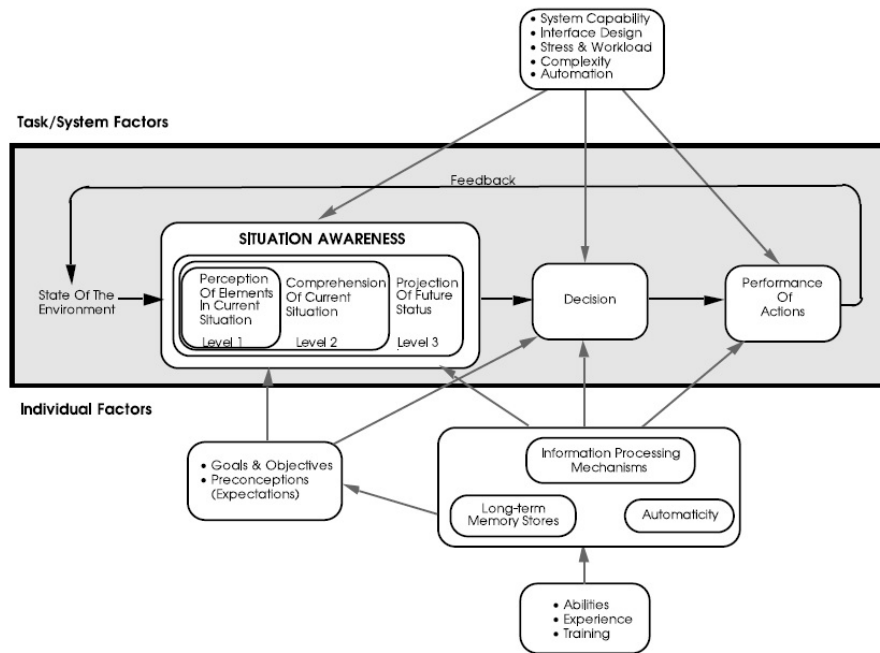 • System Capability
• Interface Design
• Stress & Workload
• Complexity
• Automation
Task/System Factors
Feedback
SITUATION AWARENESS
State Of The
Environment
Perception
Of Elements
In Current
Situation
Level 1
Comprehension
Of Current
Situation
Level 2
Projection
Of Future
Status
Level 3
Decision
Performance
Of
Actions
Individual Factors
• Goals & Objectives
• Preconceptions
(Expectations)
Information Processing
Mechanisms
Long-term
Memory Stores
Automaticity
• Abilities
• Experience
• Training